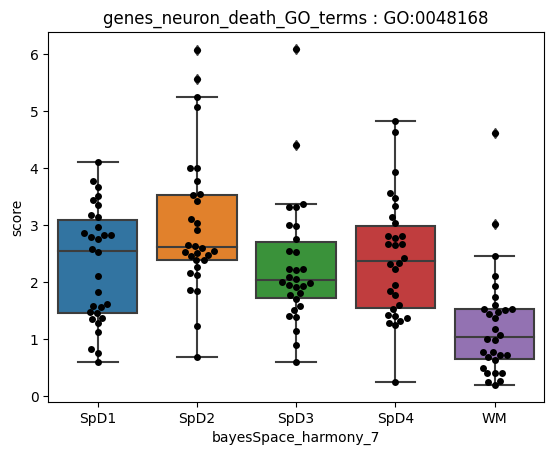 genes_neuron_death_GO_terms : GO:0048168
score
6
5
4
3
2
1
0
SpD1 SpD2 SpD3 SpD4 WM
bayesSpace_harmony_7